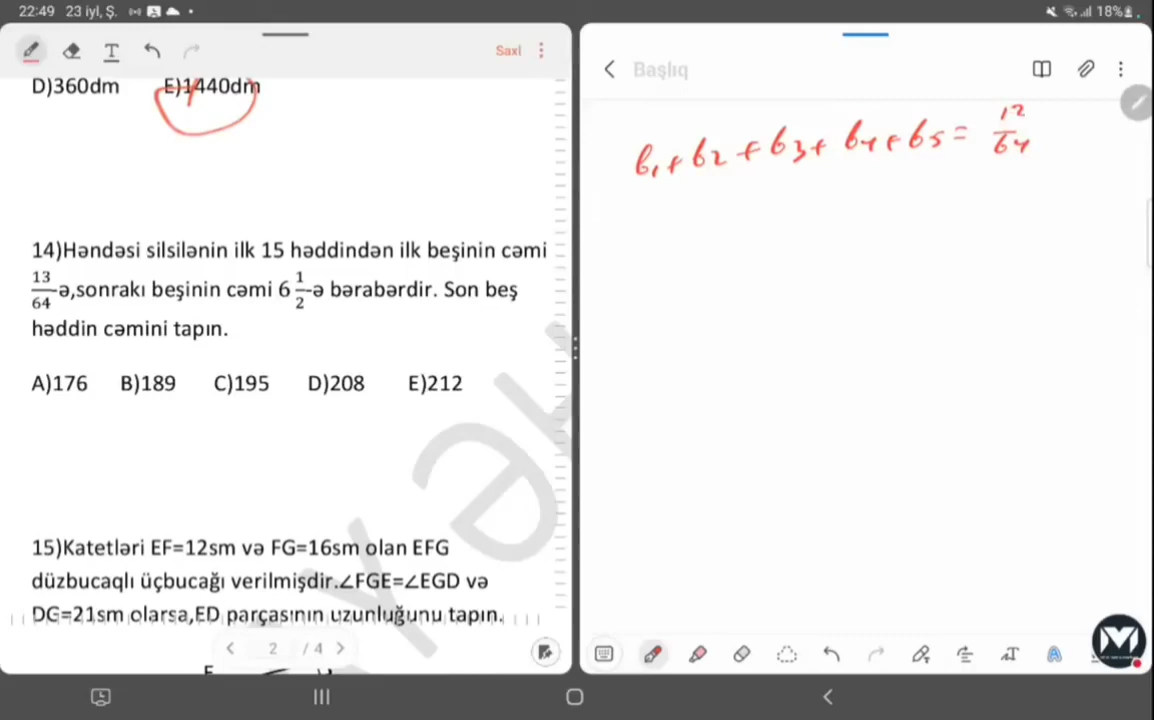 22:49 23 iyl, Ş. 18%
Saxl
D)360dm E)1440dm
14)Həndəsi silsilənin ilk 15 həddindən ilk beşinin cəmi
13/64-ə,sonrakı beşinin cəmi 6 1/2-ə bərabərdir. Son beş
həddin cəmini tapın.
A)176 B)189 C)195 D)208 E)212
15)Katetləri EF=12sm və FG=16sm olan EFG
düzbucaqlı üçbucağı verilmişdir.∠FGE=∠EGD və
DG=21sm olarsa,ED parçasının uzunluğunu tapın.
2 / 4
Başlıq
b1+b2+b3+b4+b5= 12/64